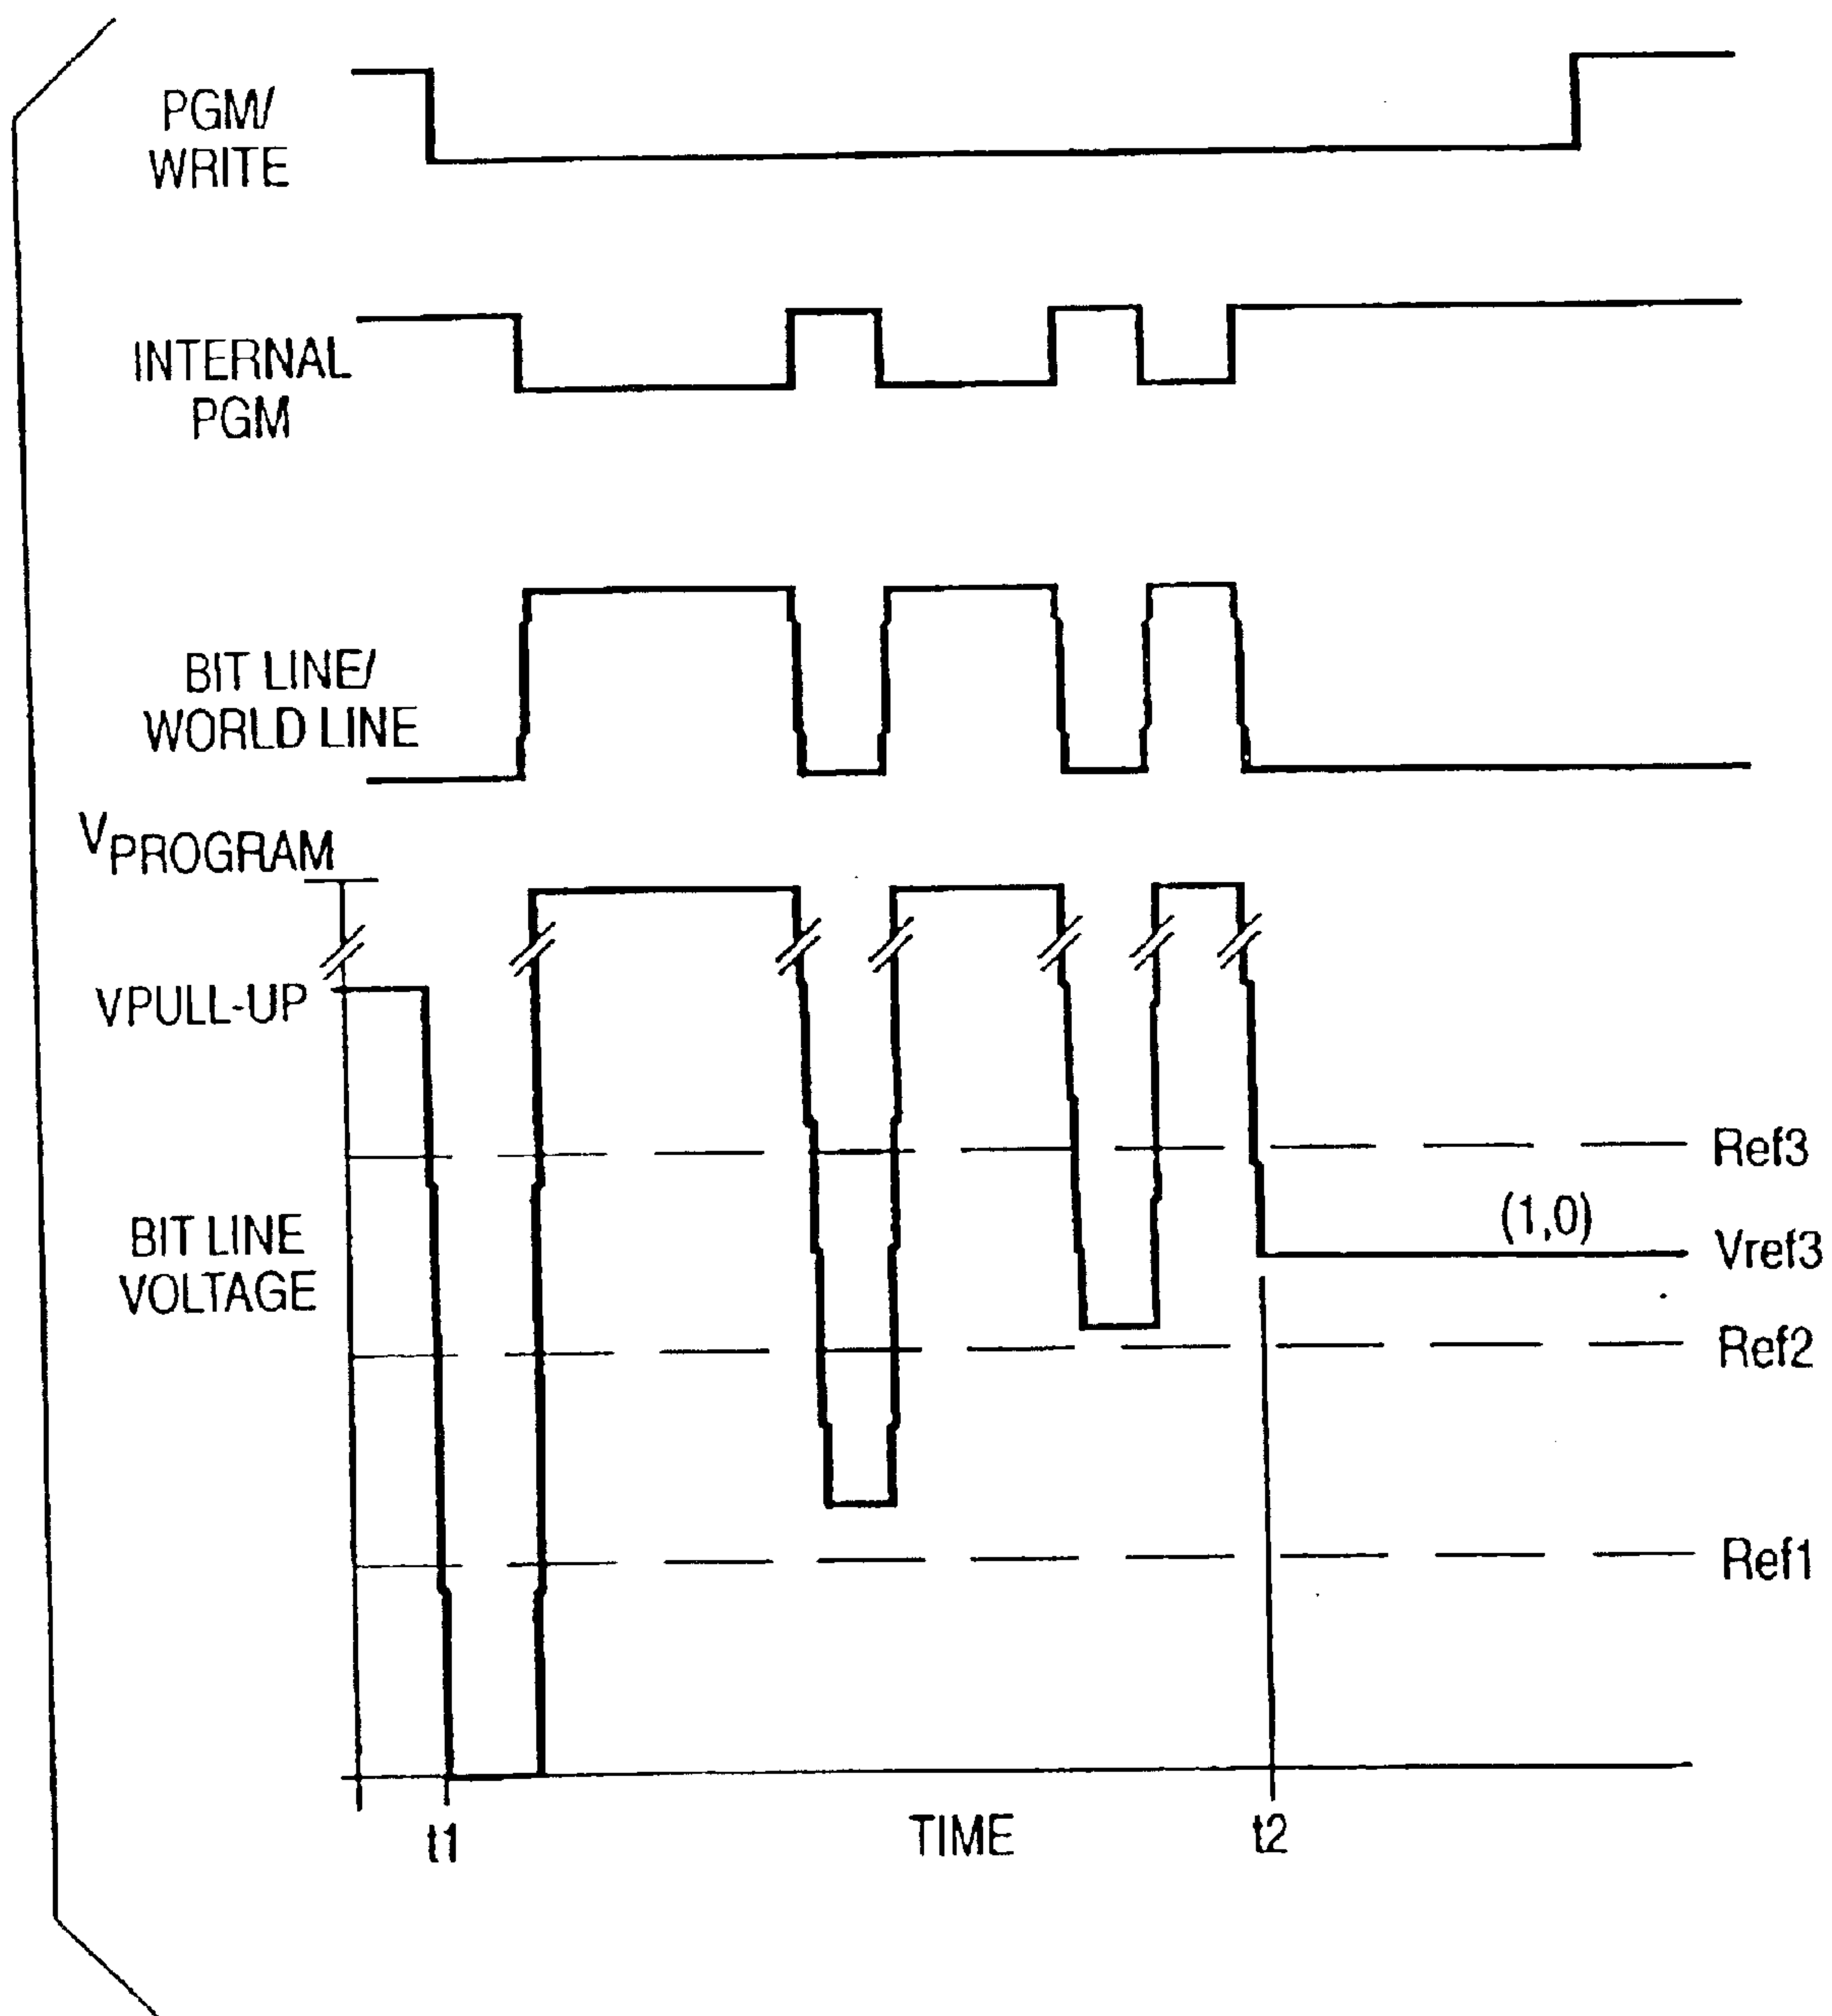 PGM/
WRITE
INTERNAL
PGM
BIT LINE/
WORLD LINE
VPROGRAM
VPULL-UP
Ref3
(1,0)
BIT LINE
VOLTAGE
Vref3
Ref2
Ref1
t1
TIME
t2